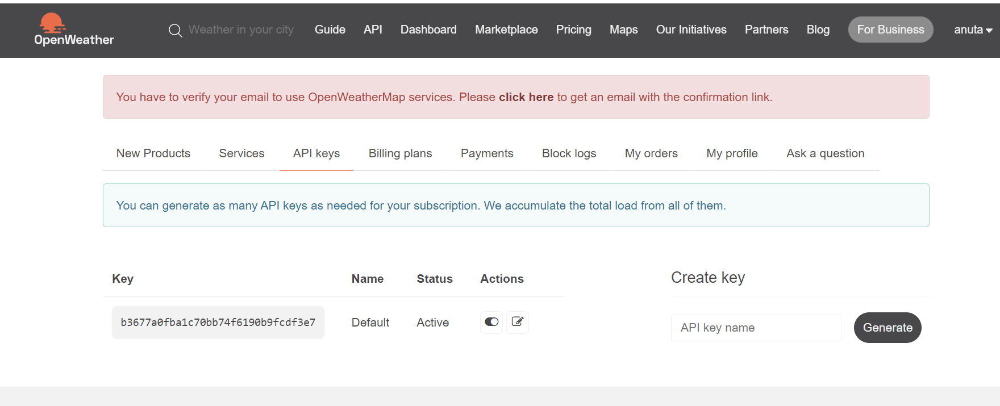 OpenWeather
Weather in your city Guide API Dashboard Marketplace Pricing Maps Our Initiatives Partners Blog For Business anuta
You have to verify your email to use OpenWeatherMap services. Please click here to get an email with the confirmation link.
New Products Services API keys Billing plans Payments Block logs My orders My profile Ask a question
You can generate as many API keys as needed for your subscription. We accumulate the total load from all of them.
Key Name Status Actions
b3677a0fba1c70bb74f6190b9fcdf3e7 Default Active
Create key
API key name Generate